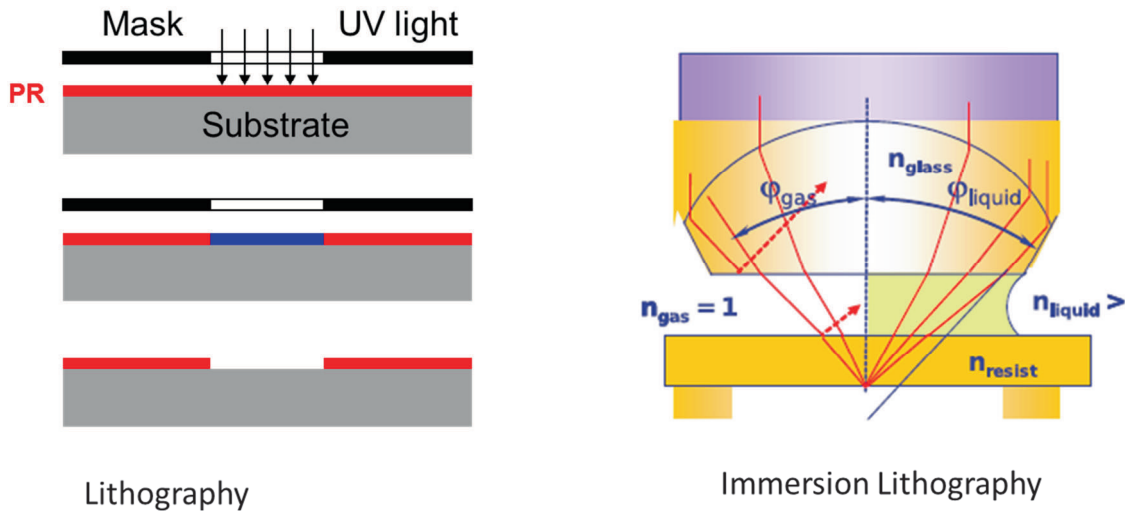 Mask
UV light
PR
Substrate
Lithography
nglass
φgas
φliquid
ngas = 1
nliquid >
nresist
Immersion Lithography